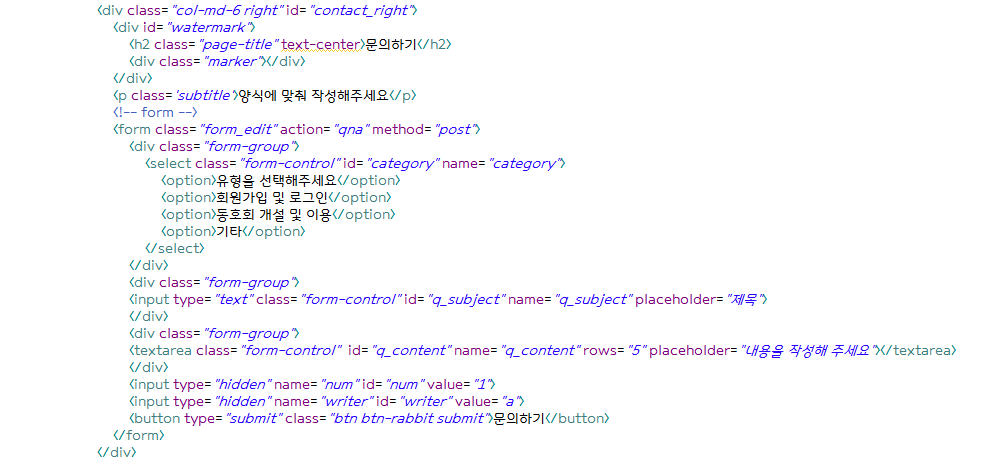 <div class="col-md-6 right" id="contact_right">
<div id="watermark">
<h2 class="page-title" text-center>문의하기</h2>
<div class="marker"></div>
</div>
<p class='subtitle'>양식에 맞춰 작성해주세요</p>
<!-- form -->
<form class="form_edit" action="qna" method="post">
<div class="form-group">
<select class="form-control" id="category" name="category">
<option>유형을 선택해주세요</option>
<option>회원가입 및 로그인</option>
<option>동호회 개설 및 이용</option>
<option>기타</option>
</select>
</div>
<div class="form-group">
<input type="text" class="form-control" id="q_subject" name="q_subject" placeholder="제목">
</div>
<div class="form-group">
<textarea class="form-control" id="q_content" name="q_content" rows="5" placeholder="내용을 작성해 주세요"></textarea>
</div>
<input type="hidden" name="num" id="num" value="1">
<input type="hidden" name="writer" id="writer" value="a">
<button type="submit" class="btn btn-rabbit submit">문의하기</button>
</form>
</div>